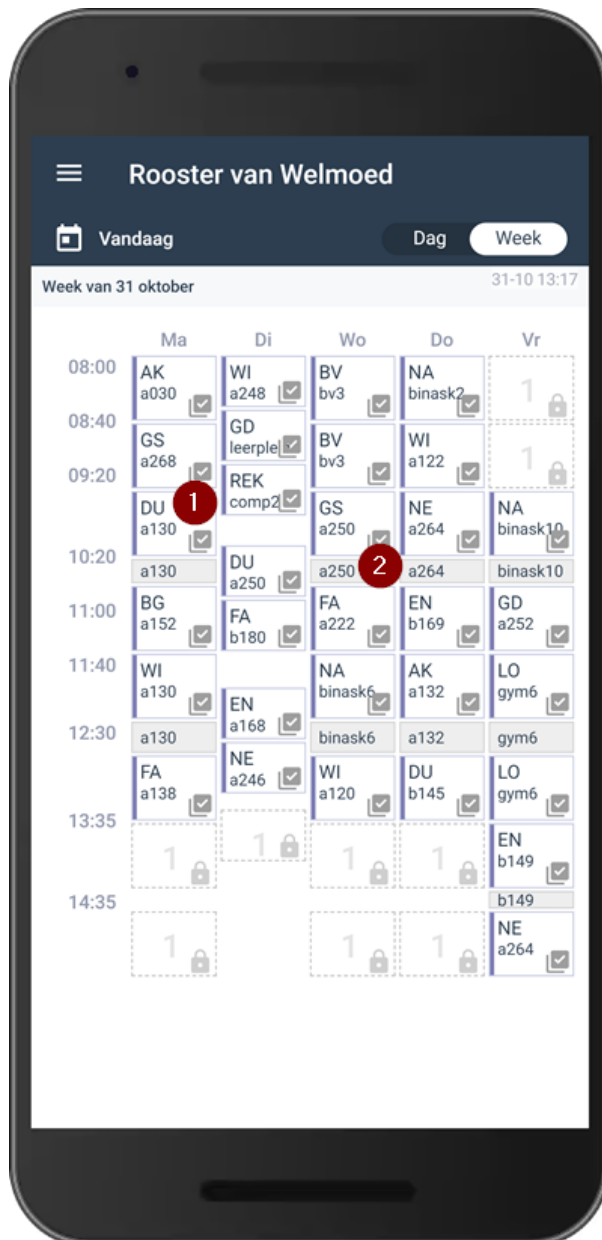 Rooster van Welmoed
Vandaag Dag Week
Week van 31 oktober 31-10 13:17
Ma Di Wo Do Vr
08:00
08:40
09:20
10:20
11:00
11:40
12:30
13:35
14:35
AK
a030
GS
a268
DU
a130
a130
BG
a152
WI
a130
a130
FA
a138
1
1
WI
a248
GD
REK
comp2
DU
a250
FA
b180
EN
a168
NE
a246
1
BV
bv3
BV
bv3
GS
a250
a250
FA
a222
NA
binask6
binask6
WI
a120
1
1
NA
binask2
WI
a122
NE
a264
a264
EN
b169
AK
a132
a132
DU
b145
1
1
1
1
NA
binask10
binask10
GD
a252
LO
gym6
gym6
LO
gym6
EN
b149
b149
NE
a264
1
2